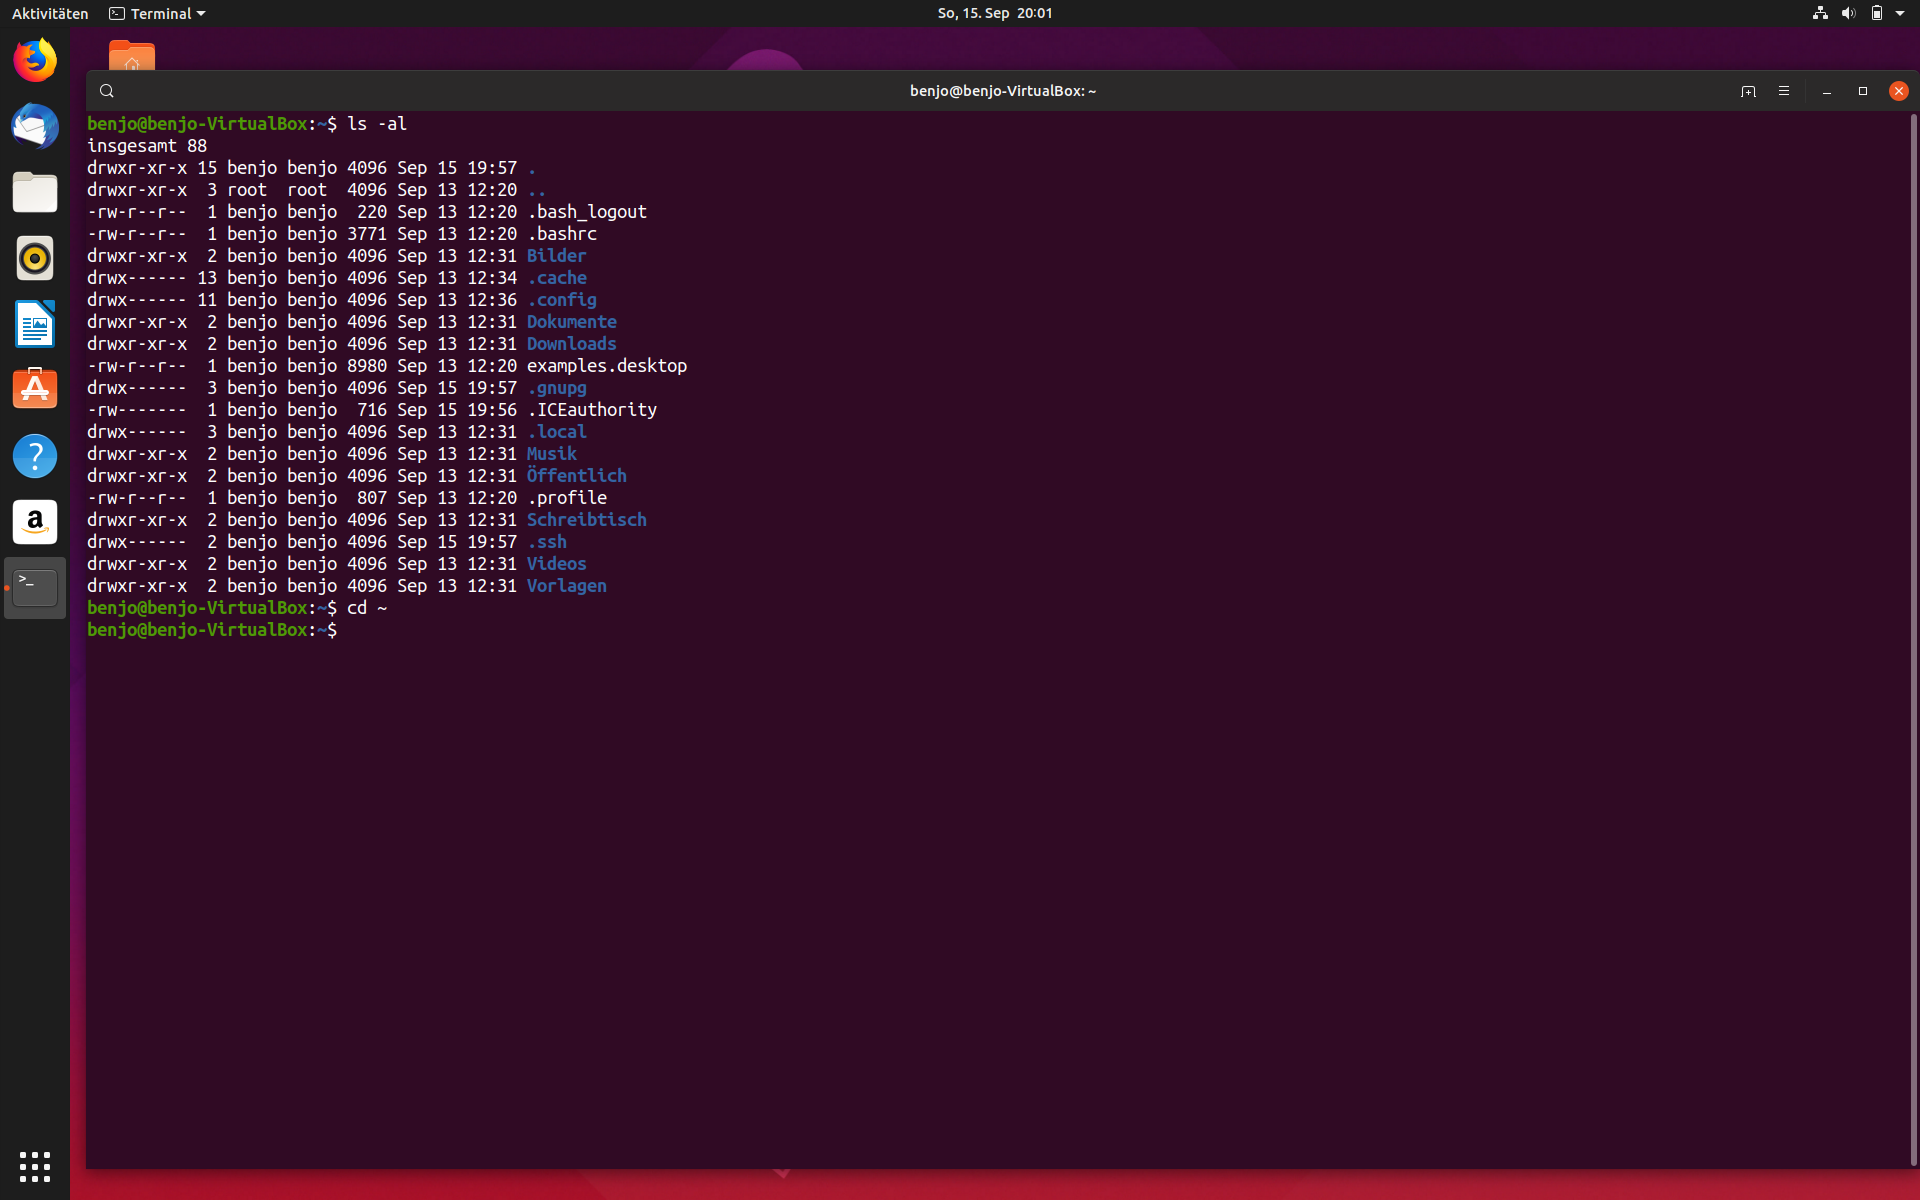 Aktivitäten Terminal So, 15. Sep 20:01
benjo@benjo-VirtualBox: ~
benjo@benjo-VirtualBox:~$ ls -al
insgesamt 88
drwxr-xr-x 15 benjo benjo 4096 Sep 15 19:57 .
drwxr-xr-x  3 root  root  4096 Sep 13 12:20 ..
-rw-r--r--  1 benjo benjo  220 Sep 13 12:20 .bash_logout
-rw-r--r--  1 benjo benjo 3771 Sep 13 12:20 .bashrc
drwxr-xr-x  2 benjo benjo 4096 Sep 13 12:31 Bilder
drwx------ 13 benjo benjo 4096 Sep 13 12:34 .cache
drwx------ 11 benjo benjo 4096 Sep 13 12:36 .config
drwxr-xr-x  2 benjo benjo 4096 Sep 13 12:31 Dokumente
drwxr-xr-x  2 benjo benjo 4096 Sep 13 12:31 Downloads
-rw-r--r--  1 benjo benjo 8980 Sep 13 12:20 examples.desktop
drwx------  3 benjo benjo 4096 Sep 15 19:57 .gnupg
-rw-------  1 benjo benjo  716 Sep 15 19:56 .ICEauthority
drwx------  3 benjo benjo 4096 Sep 13 12:31 .local
drwxr-xr-x  2 benjo benjo 4096 Sep 13 12:31 Musik
drwxr-xr-x  2 benjo benjo 4096 Sep 13 12:31 Öffentlich
-rw-r--r--  1 benjo benjo  807 Sep 13 12:20 .profile
drwxr-xr-x  2 benjo benjo 4096 Sep 13 12:31 Schreibtisch
drwx------  2 benjo benjo 4096 Sep 15 19:57 .ssh
drwxr-xr-x  2 benjo benjo 4096 Sep 13 12:31 Videos
drwxr-xr-x  2 benjo benjo 4096 Sep 13 12:31 Vorlagen
benjo@benjo-VirtualBox:~$ cd ~
benjo@benjo-VirtualBox:~$